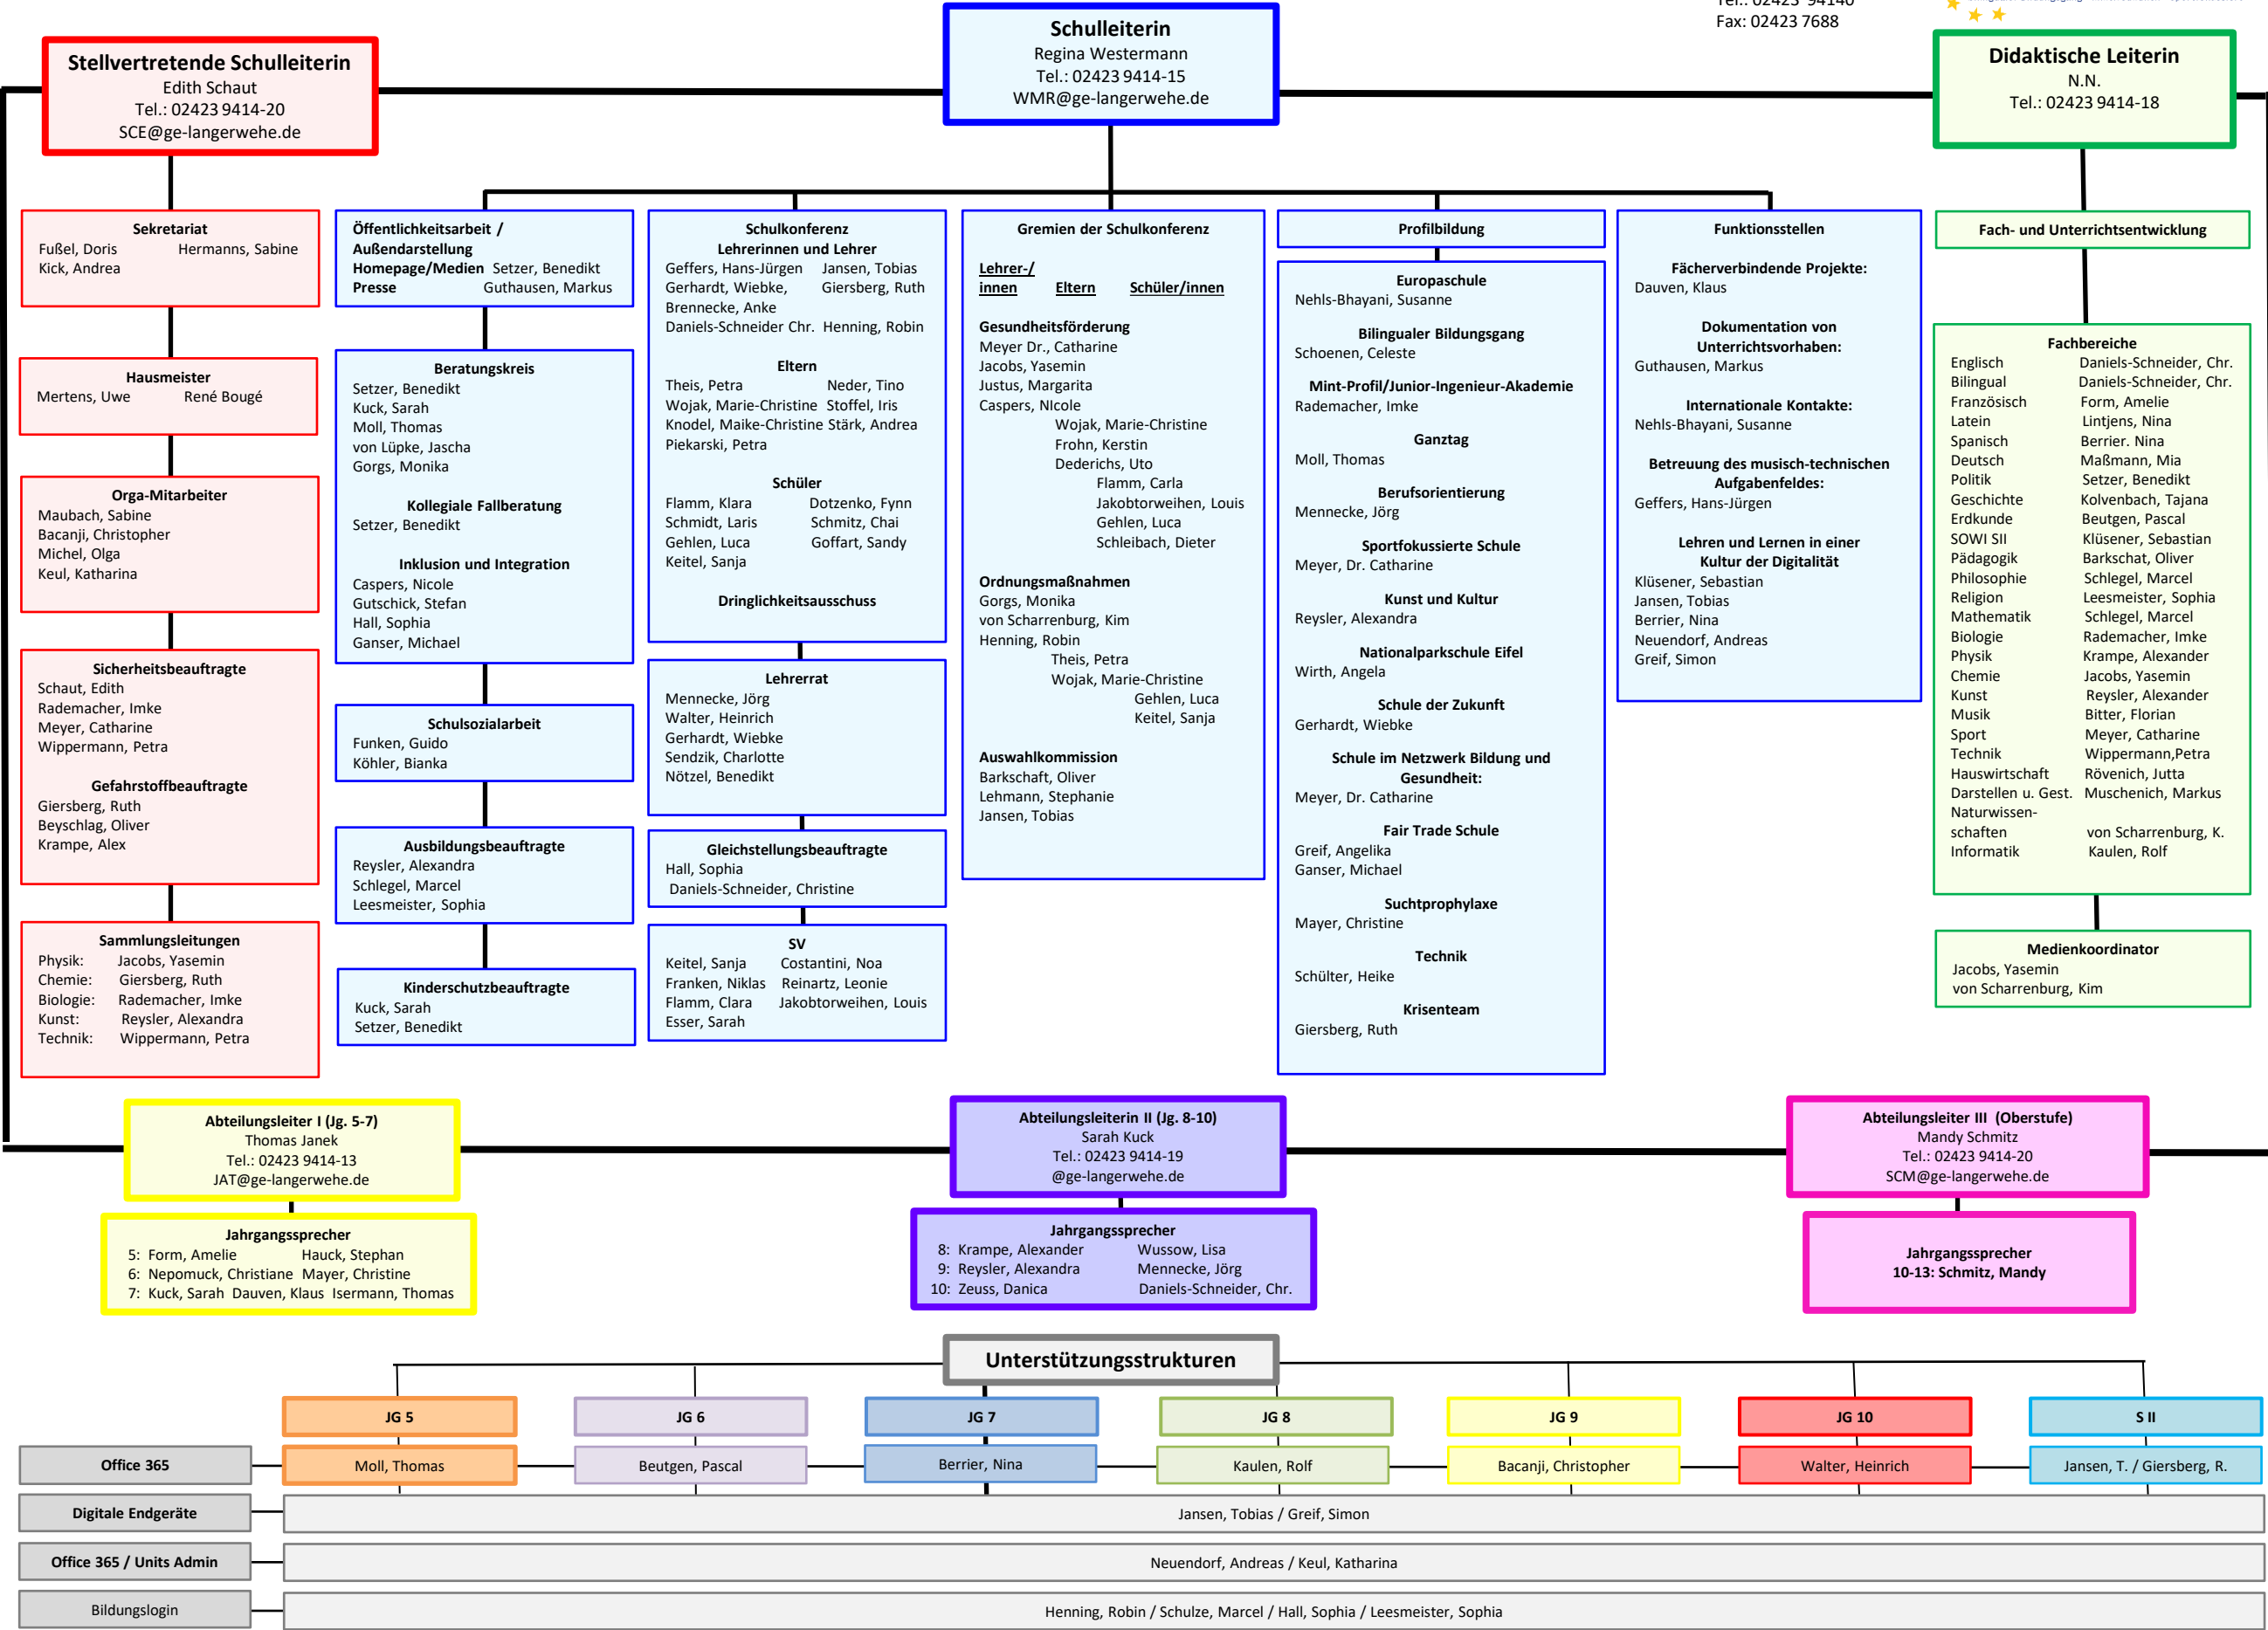 Tel.: 02423 94140
Fax: 02423 7688
Schulleiterin
Regina Westermann
Tel.: 02423 9414-15
WMR@ge-langerwehe.de
Stellvertretende Schulleiterin
Edith Schaut
Tel.: 02423 9414-20
SCE@ge-langerwehe.de
Didaktische Leiterin
N.N.
Tel.: 02423 9414-18
Sekretariat
Fußel, Doris Hermanns, Sabine
Kick, Andrea
Hausmeister
Mertens, Uwe René Bougé
Orga-Mitarbeiter
Maubach, Sabine
Bacanji, Christopher
Michel, Olga
Keul, Katharina
Sicherheitsbeauftragte
Schaut, Edith
Rademacher, Imke
Meyer, Catharine
Wippermann, Petra
Gefahrstoffbeauftragte
Giersberg, Ruth
Beyschlag, Oliver
Krampe, Alex
Sammlungsleitungen
Physik: Jacobs, Yasemin
Chemie: Giersberg, Ruth
Biologie: Rademacher, Imke
Kunst: Reysler, Alexandra
Technik: Wippermann, Petra
Öffentlichkeitsarbeit /
Außendarstellung
Homepage/Medien Setzer, Benedikt
Presse Guthausen, Markus
Beratungskreis
Setzer, Benedikt
Kuck, Sarah
Moll, Thomas
von Lüpke, Jascha
Gorgs, Monika
Kollegiale Fallberatung
Setzer, Benedikt
Inklusion und Integration
Caspers, Nicole
Gutschick, Stefan
Hall, Sophia
Ganser, Michael
Schulsozialarbeit
Funken, Guido
Köhler, Bianka
Ausbildungsbeauftragte
Reysler, Alexandra
Schlegel, Marcel
Leesmeister, Sophia
Kinderschutzbeauftragte
Kuck, Sarah
Setzer, Benedikt
Schulkonferenz
Lehrerinnen und Lehrer
Geffers, Hans-Jürgen Jansen, Tobias
Gerhardt, Wiebke, Giersberg, Ruth
Brennecke, Anke
Daniels-Schneider Chr. Henning, Robin
Eltern
Theis, Petra Neder, Tino
Wojak, Marie-Christine Stoffel, Iris
Knodel, Maike-Christine Stärk, Andrea
Piekarski, Petra
Schüler
Flamm, Klara Dotzenko, Fynn
Schmidt, Laris Schmitz, Chai
Gehlen, Luca Goffart, Sandy
Keitel, Sanja
Dringlichkeitsausschuss
Lehrerrat
Mennecke, Jörg
Walter, Heinrich
Gerhardt, Wiebke
Sendzik, Charlotte
Nötzel, Benedikt
Gleichstellungsbeauftragte
Hall, Sophia
Daniels-Schneider, Christine
SV
Keitel, Sanja Costantini, Noa
Franken, Niklas Reinartz, Leonie
Flamm, Clara Jakobtorweihen, Louis
Esser, Sarah
Gremien der Schulkonferenz
Lehrer-/
innen Eltern Schüler/innen
Gesundheitsförderung
Meyer Dr., Catharine
Jacobs, Yasemin
Justus, Margarita
Caspers, NIcole
Wojak, Marie-Christine
Frohn, Kerstin
Dederichs, Uto
Flamm, Carla
Jakobtorweihen, Louis
Gehlen, Luca
Schleibach, Dieter
Ordnungsmaßnahmen
Gorgs, Monika
von Scharrenburg, Kim
Henning, Robin
Theis, Petra
Wojak, Marie-Christine
Gehlen, Luca
Keitel, Sanja
Auswahlkommission
Barkschaft, Oliver
Lehmann, Stephanie
Jansen, Tobias
Profilbildung
Europaschule
Nehls-Bhayani, Susanne
Bilingualer Bildungsgang
Schoenen, Celeste
Mint-Profil/Junior-Ingenieur-Akademie
Rademacher, Imke
Ganztag
Moll, Thomas
Berufsorientierung
Mennecke, Jörg
Sportfokussierte Schule
Meyer, Dr. Catharine
Kunst und Kultur
Reysler, Alexandra
Nationalparkschule Eifel
Wirth, Angela
Schule der Zukunft
Gerhardt, Wiebke
Schule im Netzwerk Bildung und
Gesundheit:
Meyer, Dr. Catharine
Fair Trade Schule
Greif, Angelika
Ganser, Michael
Suchtprophylaxe
Mayer, Christine
Technik
Schülter, Heike
Krisenteam
Giersberg, Ruth
Funktionsstellen
Fächerverbindende Projekte:
Dauven, Klaus
Dokumentation von
Unterrichtsvorhaben:
Guthausen, Markus
Internationale Kontakte:
Nehls-Bhayani, Susanne
Betreuung des musisch-technischen
Aufgabenfeldes:
Geffers, Hans-Jürgen
Lehren und Lernen in einer
Kultur der Digitalität
Klüsener, Sebastian
Jansen, Tobias
Berrier, Nina
Neuendorf, Andreas
Greif, Simon
Fach- und Unterrichtsentwicklung
Fachbereiche
Englisch Daniels-Schneider, Chr.
Bilingual Daniels-Schneider, Chr.
Französisch Form, Amelie
Latein Lintjens, Nina
Spanisch Berrier. Nina
Deutsch Maßmann, Mia
Politik Setzer, Benedikt
Geschichte Kolvenbach, Tajana
Erdkunde Beutgen, Pascal
SOWI SII Klüsener, Sebastian
Pädagogik Barkschat, Oliver
Philosophie Schlegel, Marcel
Religion Leesmeister, Sophia
Mathematik Schlegel, Marcel
Biologie Rademacher, Imke
Physik Krampe, Alexander
Chemie Jacobs, Yasemin
Kunst Reysler, Alexander
Musik Bitter, Florian
Sport Meyer, Catharine
Technik Wippermann,Petra
Hauswirtschaft Rövenich, Jutta
Darstellen u. Gest. Muschenich, Markus
Naturwissen-
schaften von Scharrenburg, K.
Informatik Kaulen, Rolf
Medienkoordinator
Jacobs, Yasemin
von Scharrenburg, Kim
Abteilungsleiter I (Jg. 5-7)
Thomas Janek
Tel.: 02423 9414-13
JAT@ge-langerwehe.de
Jahrgangssprecher
5: Form, Amelie Hauck, Stephan
6: Nepomuck, Christiane Mayer, Christine
7: Kuck, Sarah Dauven, Klaus Isermann, Thomas
Abteilungsleiterin II (Jg. 8-10)
Sarah Kuck
Tel.: 02423 9414-19
@ge-langerwehe.de
Jahrgangssprecher
8: Krampe, Alexander Wussow, Lisa
9: Reysler, Alexandra Mennecke, Jörg
10: Zeuss, Danica Daniels-Schneider, Chr.
Abteilungsleiter III (Oberstufe)
Mandy Schmitz
Tel.: 02423 9414-20
SCM@ge-langerwehe.de
Jahrgangssprecher
10-13: Schmitz, Mandy
Unterstützungsstrukturen
JG 5 JG 6 JG 7 JG 8 JG 9 JG 10 S II
Office 365 Moll, Thomas Beutgen, Pascal Berrier, Nina Kaulen, Rolf Bacanji, Christopher Walter, Heinrich Jansen, T. / Giersberg, R.
Digitale Endgeräte Jansen, Tobias / Greif, Simon
Office 365 / Units Admin Neuendorf, Andreas / Keul, Katharina
Bildungslogin Henning, Robin / Schulze, Marcel / Hall, Sophia / Leesmeister, Sophia